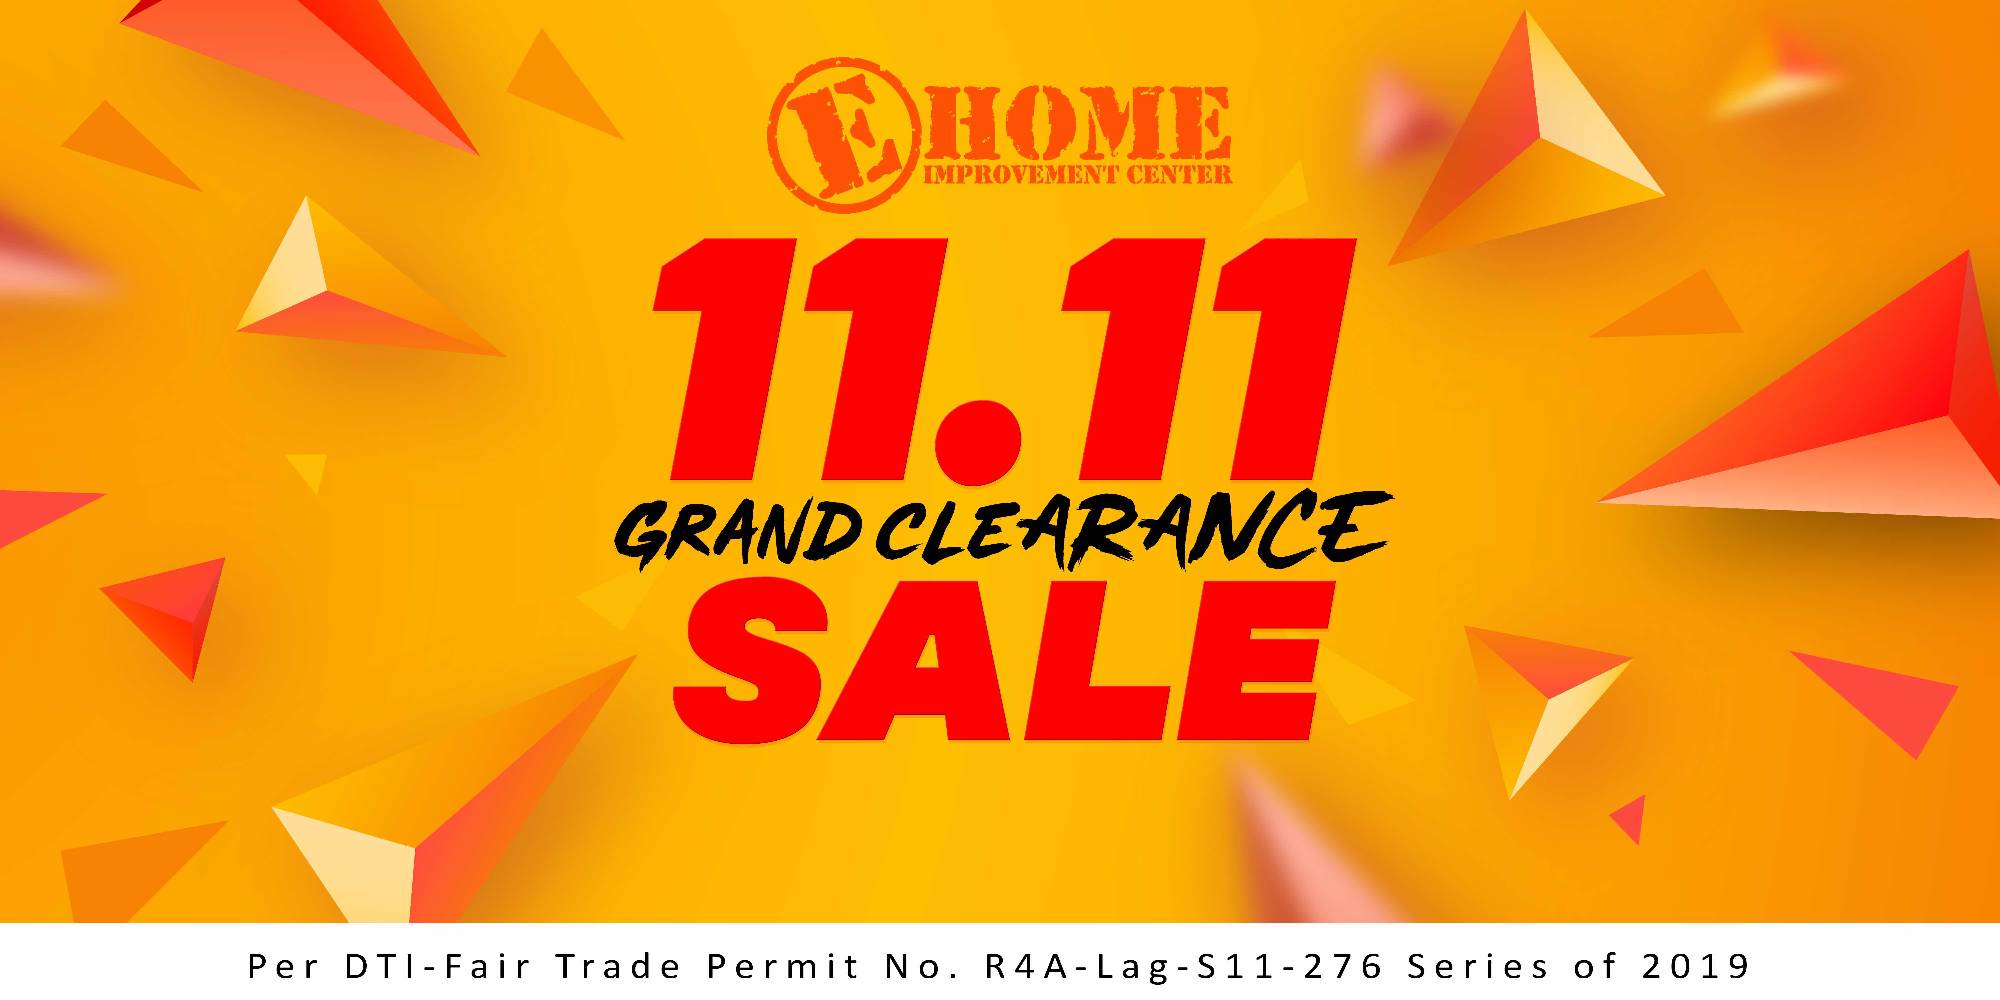 E HOME
IMPROVEMENT CENTER
11.11
GRAND CLEARANCE
SALE
Per DTI-Fair Trade Permit No. R4A-Lag-S11-276 Series of 2019